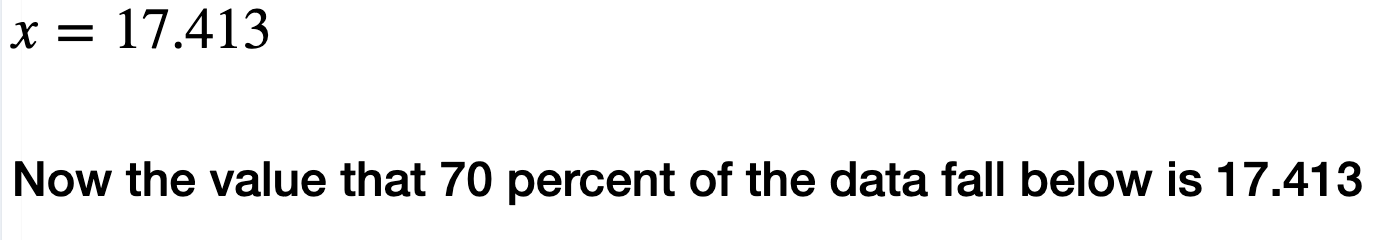 x = 17.413
Now the value that 70 percent of the data fall below is 17.413